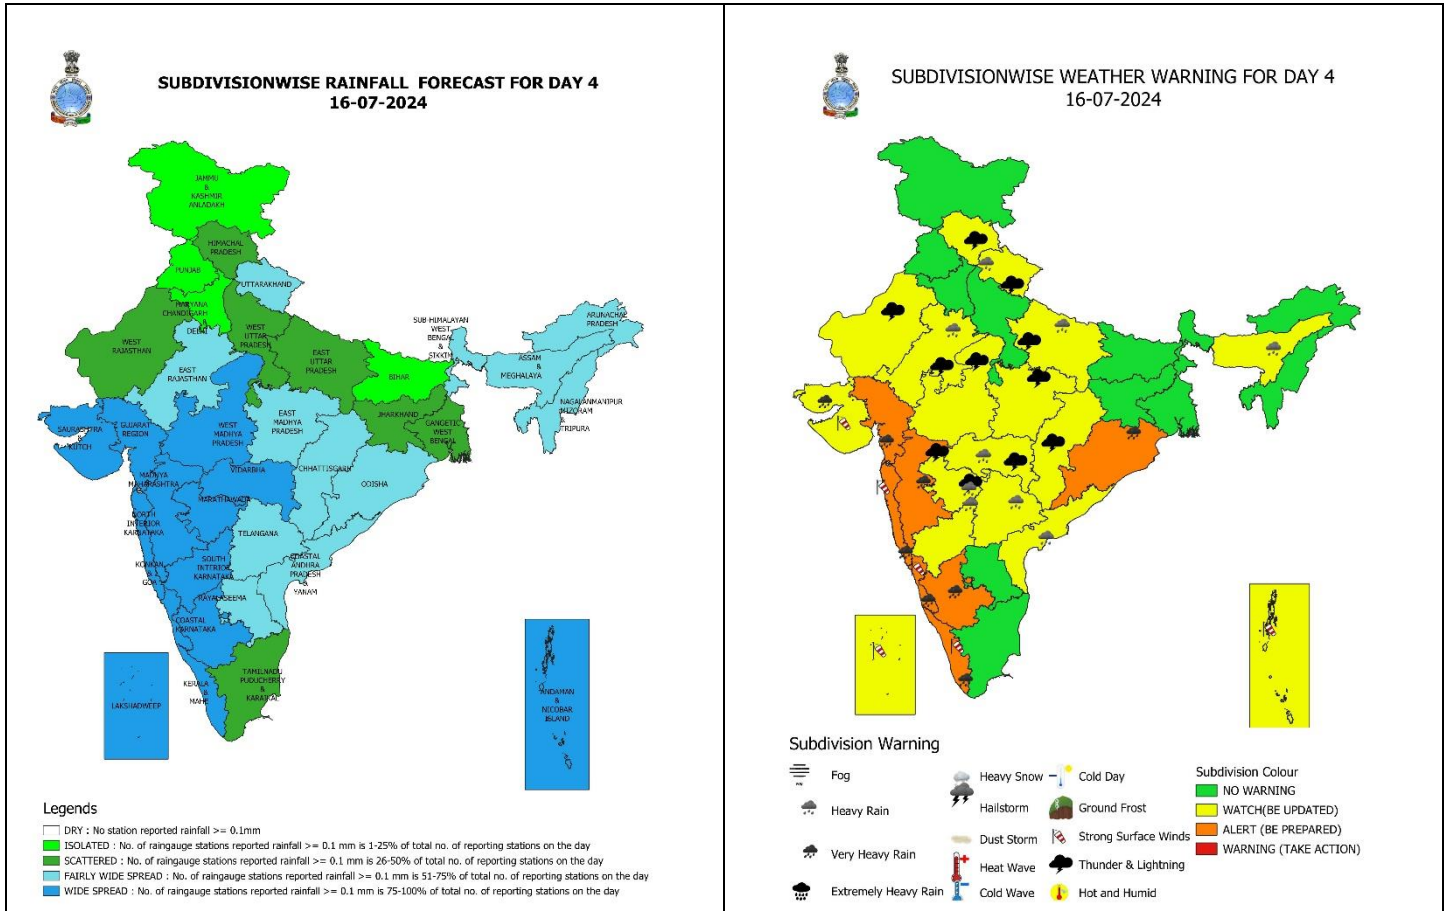 SUBDIVISIONWISE RAINFALL FORECAST FOR DAY 4
16-07-2024
JAMMU
&
KASHMIR
ANLADAKH
HIMACHAL
PRADESH
PUNJAB
UTTARAKHAND
HARYANA
CHANDIGARH
&
DELHI
WEST
RAJASTHAN
WEST
UTTAR
PRADESH
EAST
UTTAR
PRADESH
EAST
RAJASTHAN
BIHAR
SUB-HIMALAYAN
WEST
BENGAL
&
SIKKIM
ARUNACHAL
PRADESH
ASSAM
&
MEGHALAYA
NAGALANMANIPUR
MIZORAM
&
TRIPURA
JHARKHAND
GANGETIC
WEST
BENGAL
SAURASHTRA
&
KUTCH
GUJARAT
REGION
WEST
MADHYA
PRADESH
EAST
MADHYA
PRADESH
VIDARBHA
CHHATTISGARH
ODISHA
MADHYA
MAHARASHTRA
MARATHAWADA
NORTH
INTERIOR
KARNATAKA
TELANGANA
KONKAN
&
GOA
SOUTH
INTERIOR
KARNATAKA
COASTAL
ANDHRA
PRADESH
&
YANAM
RAYALASEEMA
COASTAL
KARNATAKA
TAMILNADU
PUDUCHERRY
&
KARAIKAL
KERALA
&
MAHE
LAKSHADWEEP
ANDAMAN
&
NICOBAR
ISLAND
Legends
DRY : No station reported rainfall >= 0.1mm
ISOLATED : No. of raingauge stations reported rainfall >= 0.1 mm is 1-25% of total no. of reporting stations on the day
SCATTERED : No. of raingauge stations reported rainfall >= 0.1 mm is 26-50% of total no. of reporting stations on the day
FAIRLY WIDE SPREAD : No. of raingauge stations reported rainfall >= 0.1 mm is 51-75% of total no. of reporting stations on the day
WIDE SPREAD : No. of raingauge stations reported rainfall >= 0.1 mm is 75-100% of total no. of reporting stations on the day
SUBDIVISIONWISE WEATHER WARNING FOR DAY 4
16-07-2024
Subdivision Warning
Fog
Heavy Rain
Very Heavy Rain
Extremely Heavy Rain
Heavy Snow
Hailstorm
Dust Storm
Heat Wave
Cold Wave
Cold Day
Ground Frost
Strong Surface Winds
Thunder & Lightning
Hot and Humid
Subdivision Colour
NO WARNING
WATCH(BE UPDATED)
ALERT (BE PREPARED)
WARNING (TAKE ACTION)